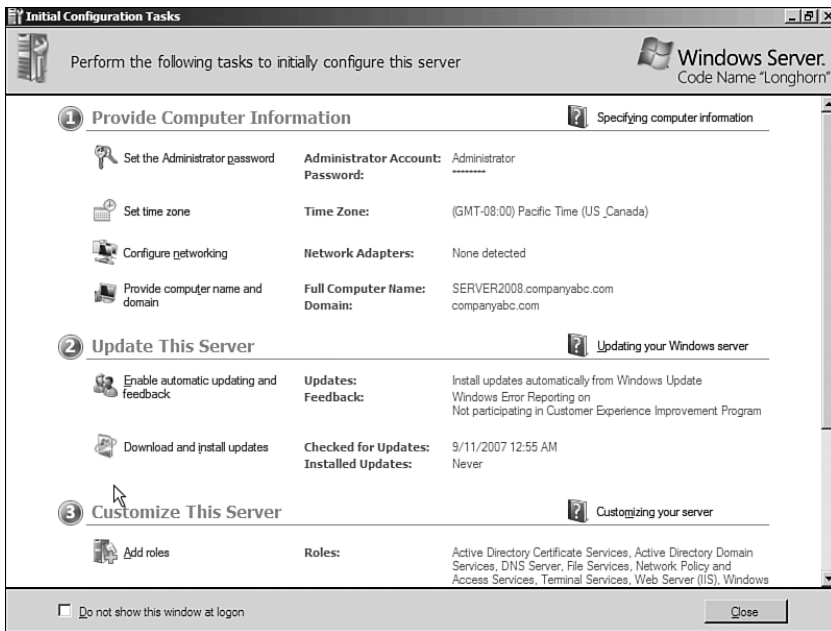 Initial Configuration Tasks
Perform the following tasks to initially configure this server
Windows Server.
Code Name "Longhorn"
1 Provide Computer Information
Specifying computer information
Set the Administrator password
Administrator Account: Administrator
Password: ********
Set time zone
Time Zone: (GMT-08:00) Pacific Time (US _Canada)
Configure networking
Network Adapters: None detected
Provide computer name and
domain
Full Computer Name: SERVER2008.companyabc.com
Domain: companyabc.com
2 Update This Server
Updating your Windows server
Enable automatic updating and
feedback
Updates: Install updates automatically from Windows Update
Feedback: Windows Error Reporting on
Not participating in Customer Experience Improvement Program
Download and install updates
Checked for Updates: 9/11/2007 12:55 AM
Installed Updates: Never
3 Customize This Server
Customizing your server
Add roles
Roles: Active Directory Certificate Services, Active Directory Domain
Services, DNS Server, File Services, Network Policy and
Access Services, Terminal Services, Web Server (IIS), Windows
Do not show this window at logon
Close